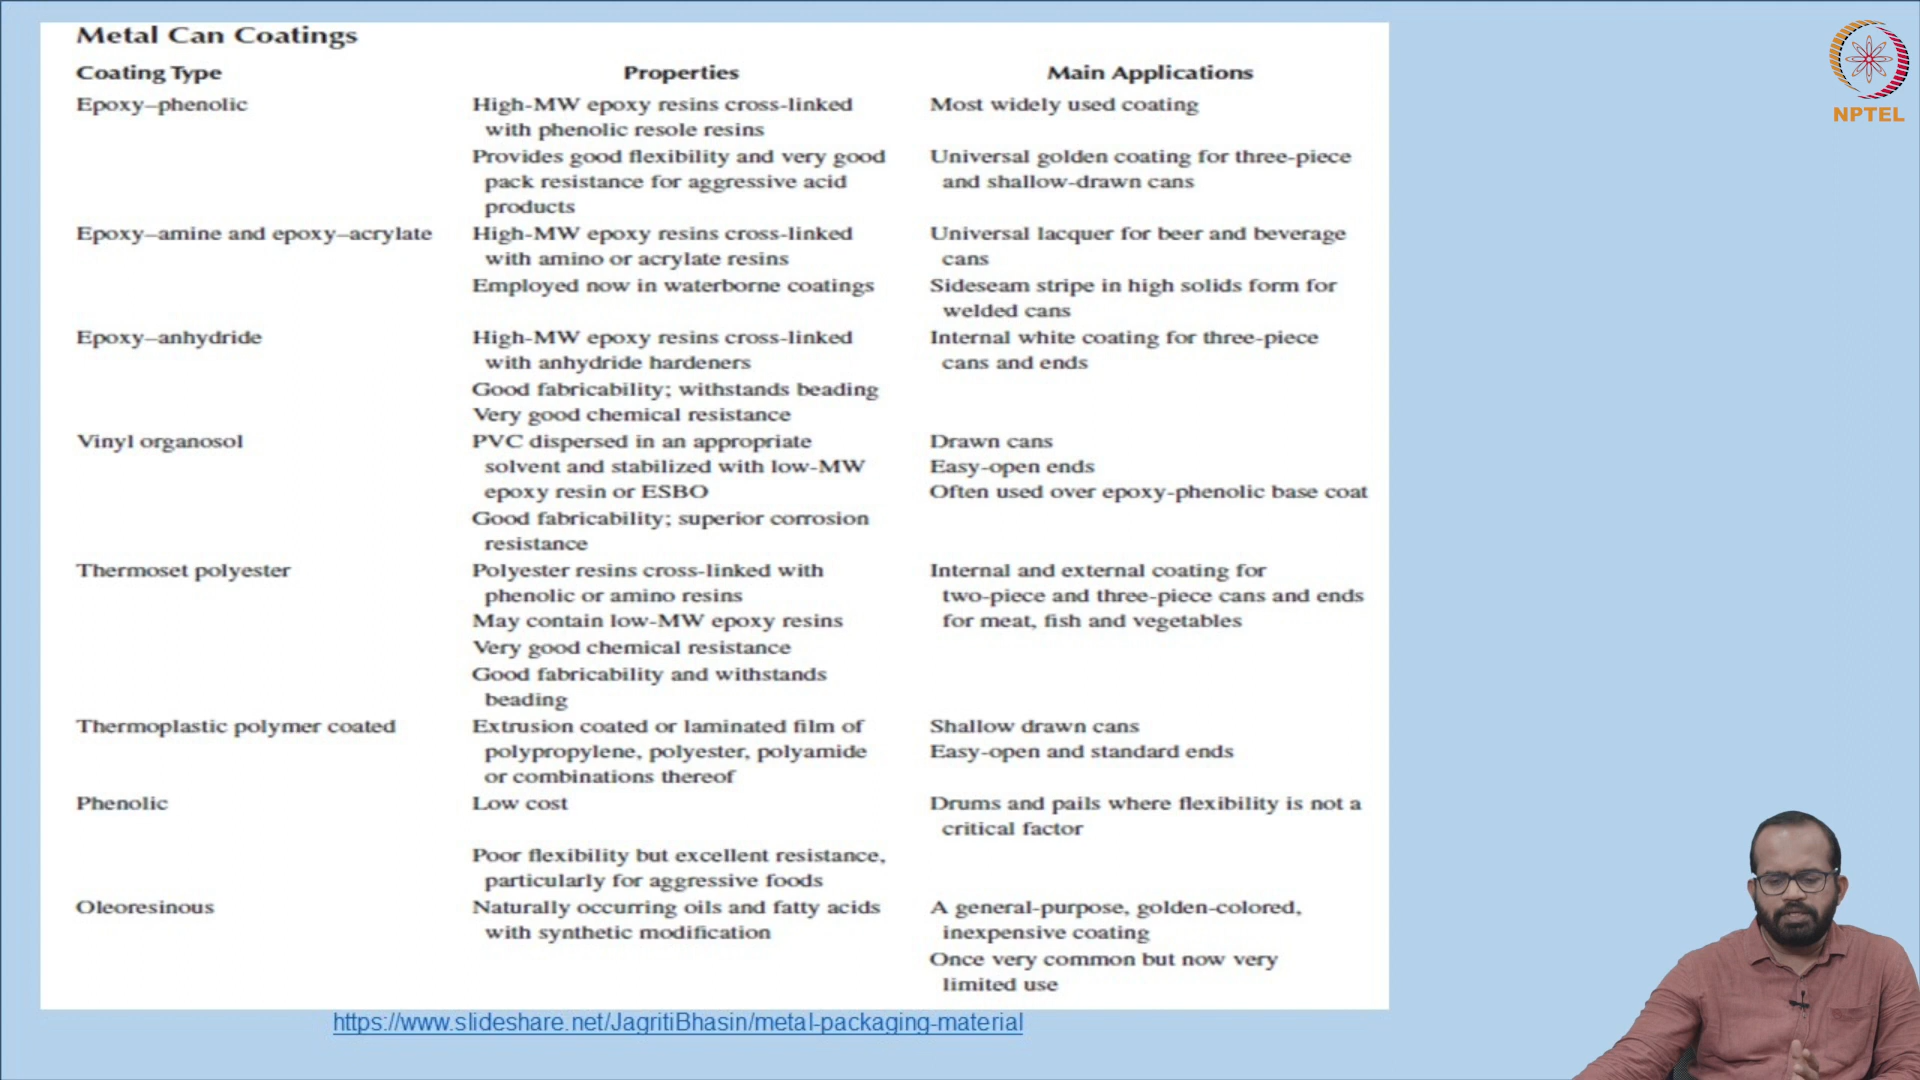 Metal Can Coatings
Coating Type Properties Main Applications
Epoxy–phenolic High-MW epoxy resins cross-linked Most widely used coating
with phenolic resole resins
Provides good flexibility and very good Universal golden coating for three-piece
pack resistance for aggressive acid and shallow-drawn cans
products
Epoxy–amine and epoxy–acrylate High-MW epoxy resins cross-linked Universal lacquer for beer and beverage
with amino or acrylate resins cans
Employed now in waterborne coatings Sideseam stripe in high solids form for
welded cans
Epoxy–anhydride High-MW epoxy resins cross-linked Internal white coating for three-piece
with anhydride hardeners cans and ends
Good fabricability; withstands beading
Very good chemical resistance
Vinyl organosol PVC dispersed in an appropriate Drawn cans
solvent and stabilized with low-MW Easy-open ends
epoxy resin or ESBO Often used over epoxy-phenolic base coat
Good fabricability; superior corrosion
resistance
Thermoset polyester Polyester resins cross-linked with Internal and external coating for
phenolic or amino resins two-piece and three-piece cans and ends
May contain low-MW epoxy resins for meat, fish and vegetables
Very good chemical resistance
Good fabricability and withstands
beading
Thermoplastic polymer coated Extrusion coated or laminated film of Shallow drawn cans
polypropylene, polyester, polyamide Easy-open and standard ends
or combinations thereof
Phenolic Low cost Drums and pails where flexibility is not a
critical factor
Poor flexibility but excellent resistance,
particularly for aggressive foods
Oleoresinous Naturally occurring oils and fatty acids A general-purpose, golden-colored,
with synthetic modification inexpensive coating
Once very common but now very
limited use
https://www.slideshare.net/JagritiBhasin/metal-packaging-material
NPTEL